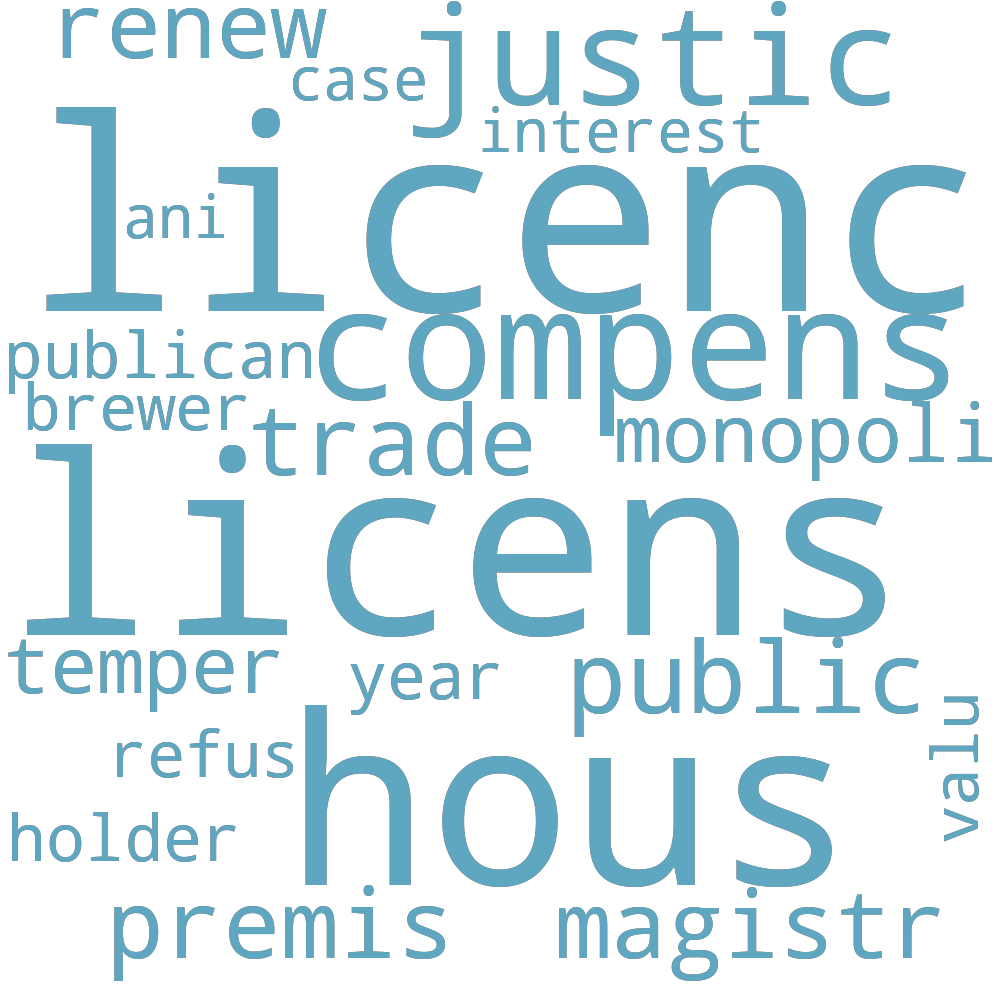 renew
justic
case
interest
licenc
ani
compens
publican
brewer
trade
monopoli
licens
temper
year
public
refus
hous
valu
holder
premis
magistr